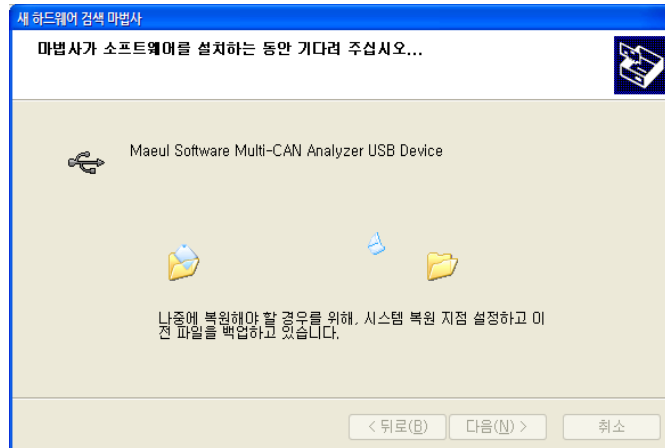 새 하드웨어 검색 마법사
마법사가 소프트웨어를 설치하는 동안 기다려 주십시오...
Maeul Software Multi-CAN Analyzer USB Device
나중에 복원해야 할 경우를 위해, 시스템 복원 지점 설정하고 이
전 파일을 백업하고 있습니다.
< 뒤로(B) 다음(N) > 취소